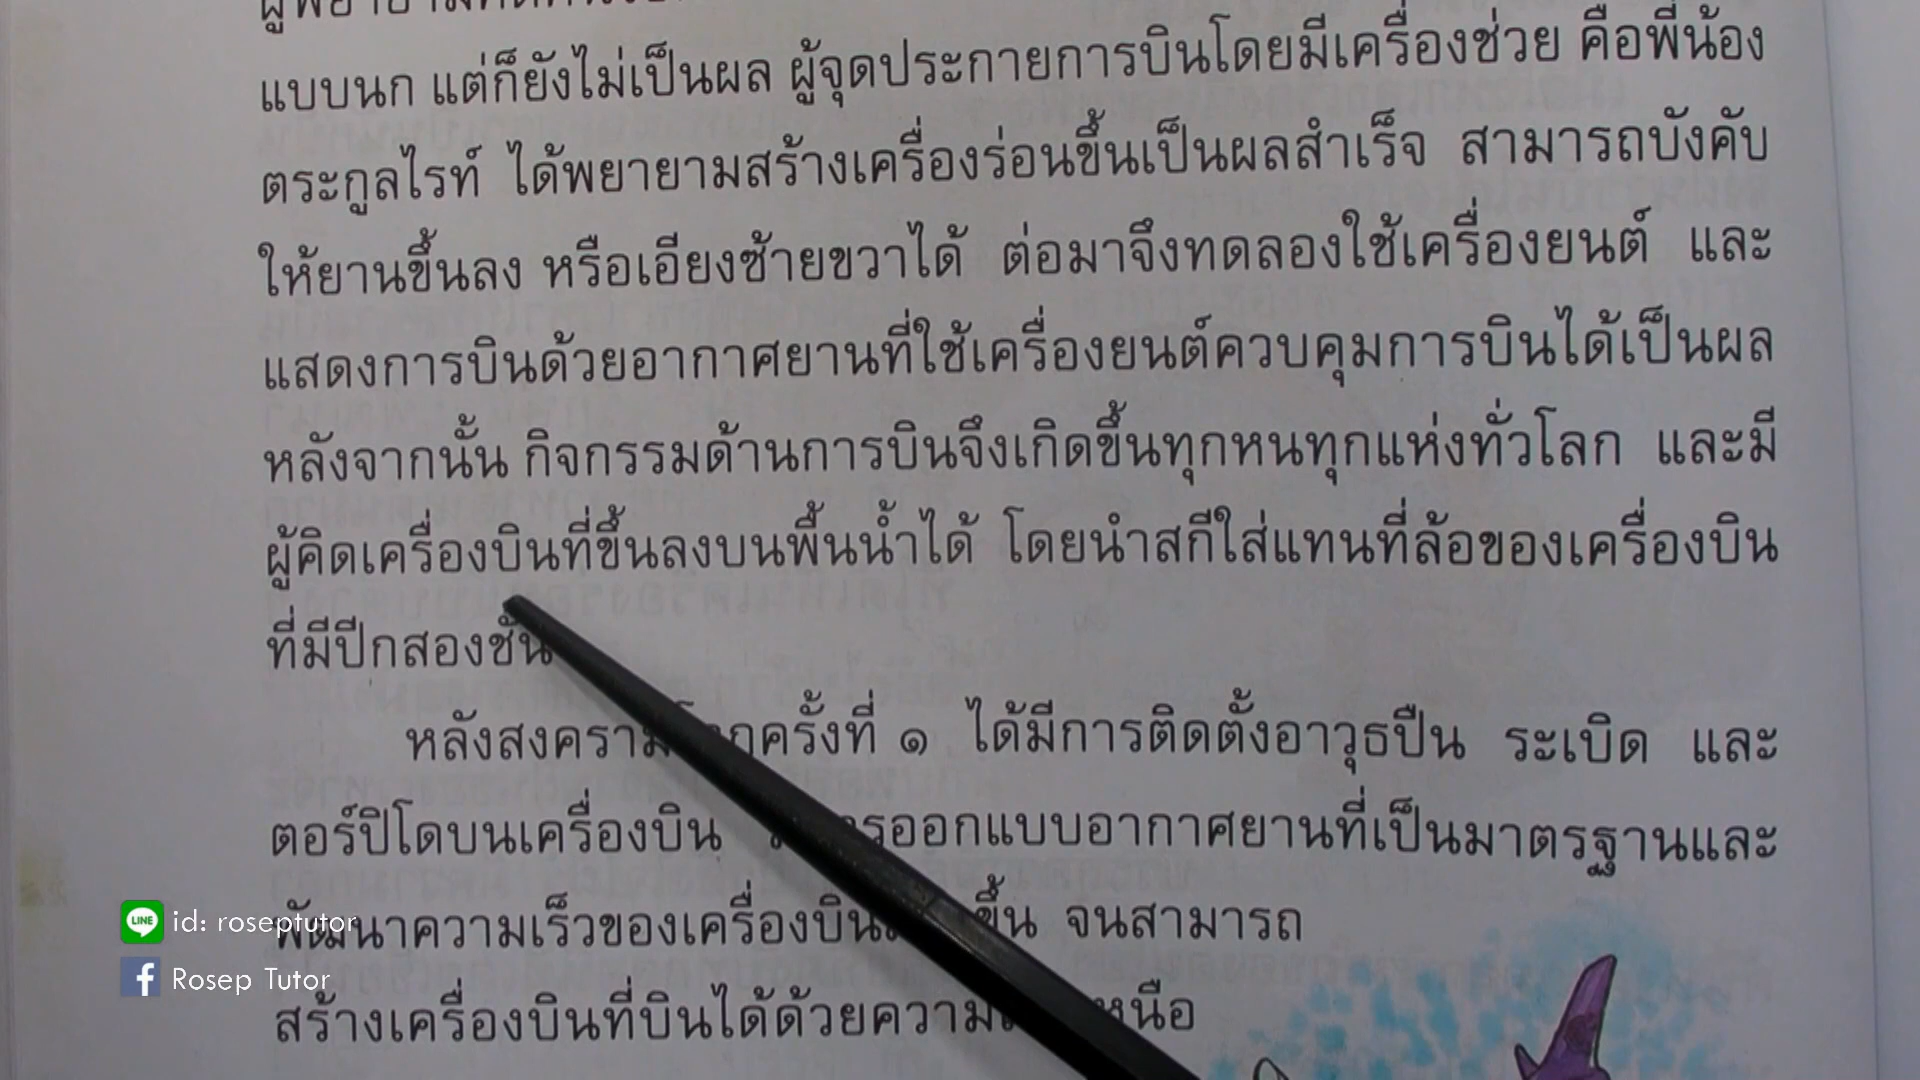 แบบนก แต่ก็ยังไม่เป็นผล ผู้จุดประกายการบินโดยมีเครื่องช่วย คือพี่น้อง
ตระกูลไรท์ ได้พยายามสร้างเครื่องร่อนขึ้นเป็นผลสำเร็จ สามารถบังคับ
ให้ยานขึ้นลง หรือเอียงซ้ายขวาได้ ต่อมาจึงทดลองใช้เครื่องยนต์ และ
แสดงการบินด้วยอากาศยานที่ใช้เครื่องยนต์ควบคุมการบินได้เป็นผล
หลังจากนั้น กิจกรรมด้านการบินจึงเกิดขึ้นทุกหนทุกแห่งทั่วโลก และมี
ผู้คิดเครื่องบินที่ขึ้นลงบนพื้นน้ำได้ โดยนำสกีใส่แทนที่ล้อของเครื่องบิน
ที่มีปีกสองชั้น
หลังสงครามโลกครั้งที่ ๑ ได้มีการติดตั้งอาวุธปืน ระเบิด และ
ตอร์ปิโดบนเครื่องบิน การออกแบบอากาศยานที่เป็นมาตรฐานและ
พัฒนาความเร็วของเครื่องบิน ขึ้น จนสามารถ
สร้างเครื่องบินที่บินได้ด้วยความ เหนือ
LINE id: roseptutor
Rosep Tutor